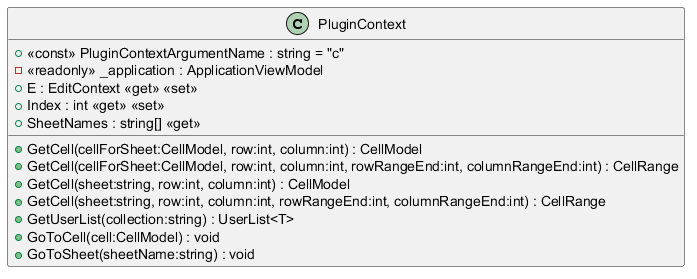 C PluginContext
«const» PluginContextArgumentName : string = "c"
«readonly» _application : ApplicationViewModel
E : EditContext «get» «set»
Index : int «get» «set»
SheetNames : string[] «get»
GetCell(cellForSheet:CellModel, row:int, column:int) : CellModel
GetCell(cellForSheet:CellModel, row:int, column:int, rowRangeEnd:int, columnRangeEnd:int) : CellRange
GetCell(sheet:string, row:int, column:int) : CellModel
GetCell(sheet:string, row:int, column:int, rowRangeEnd:int, columnRangeEnd:int) : CellRange
GetUserList(collection:string) : UserList<T>
GoToCell(cell:CellModel) : void
GoToSheet(sheetName:string) : void